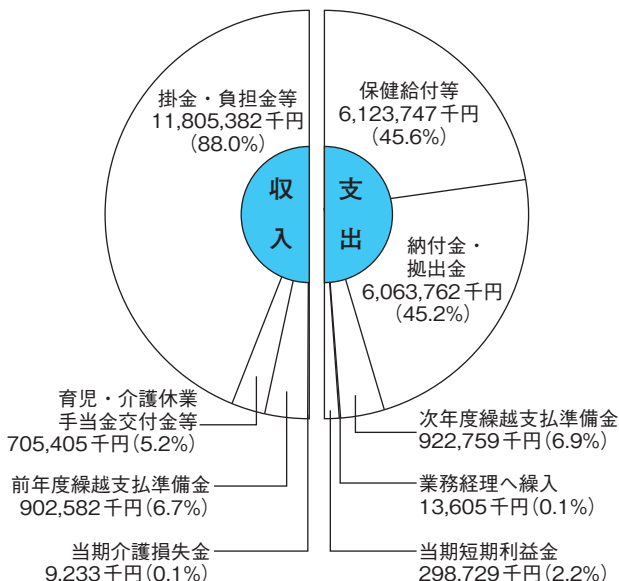 掛金・負担金等
11,805,382千円
(88.0%)
収
入
育児・介護休業
手当金交付金等
705,405千円(5.2%)
前年度繰越支払準備金
902,582千円(6.7%)
当期介護損失金
9,233千円(0.1%)
支
出
保健給付等
6,123,747千円
(45.6%)
納付金・
拠出金
6,063,762千円
(45.2%)
次年度繰越支払準備金
922,759千円(6.9%)
業務経理へ繰入
13,605千円(0.1%)
当期短期利益金
298,729千円(2.2%)